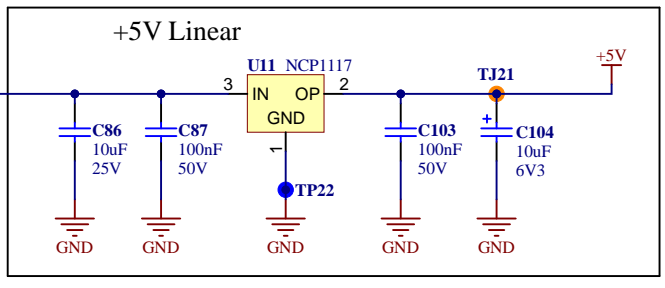 +5V Linear
+5V
U11 NCP1117
TJ21
3 IN OP 2
GND
1
C86
10uF
25V
C87
100nF
50V
C103
100nF
50V
+
C104
10uF
6V3
TP22
GND
GND
GND
GND
GND